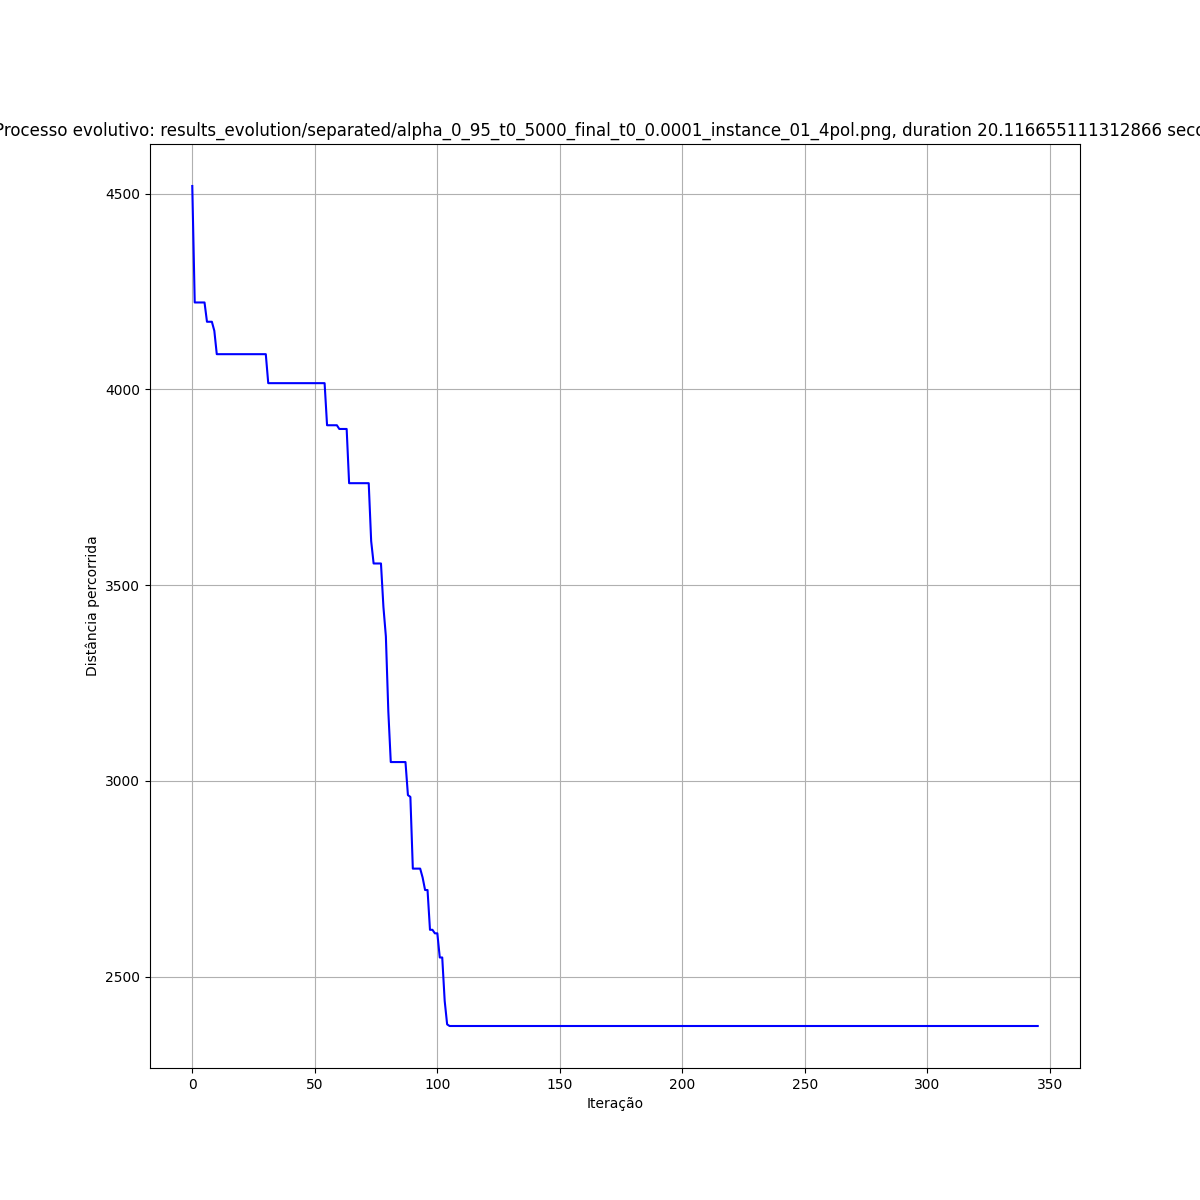 Processo evolutivo: results_evolution/separated/alpha_0_95_t0_5000_final_t0_0.0001_instance_01_4pol.png, duration 20.116655111312866
4500
4000
3500
3000
2500
Distância percorrida
0 50 100 150 200 250 300 350
Iteração